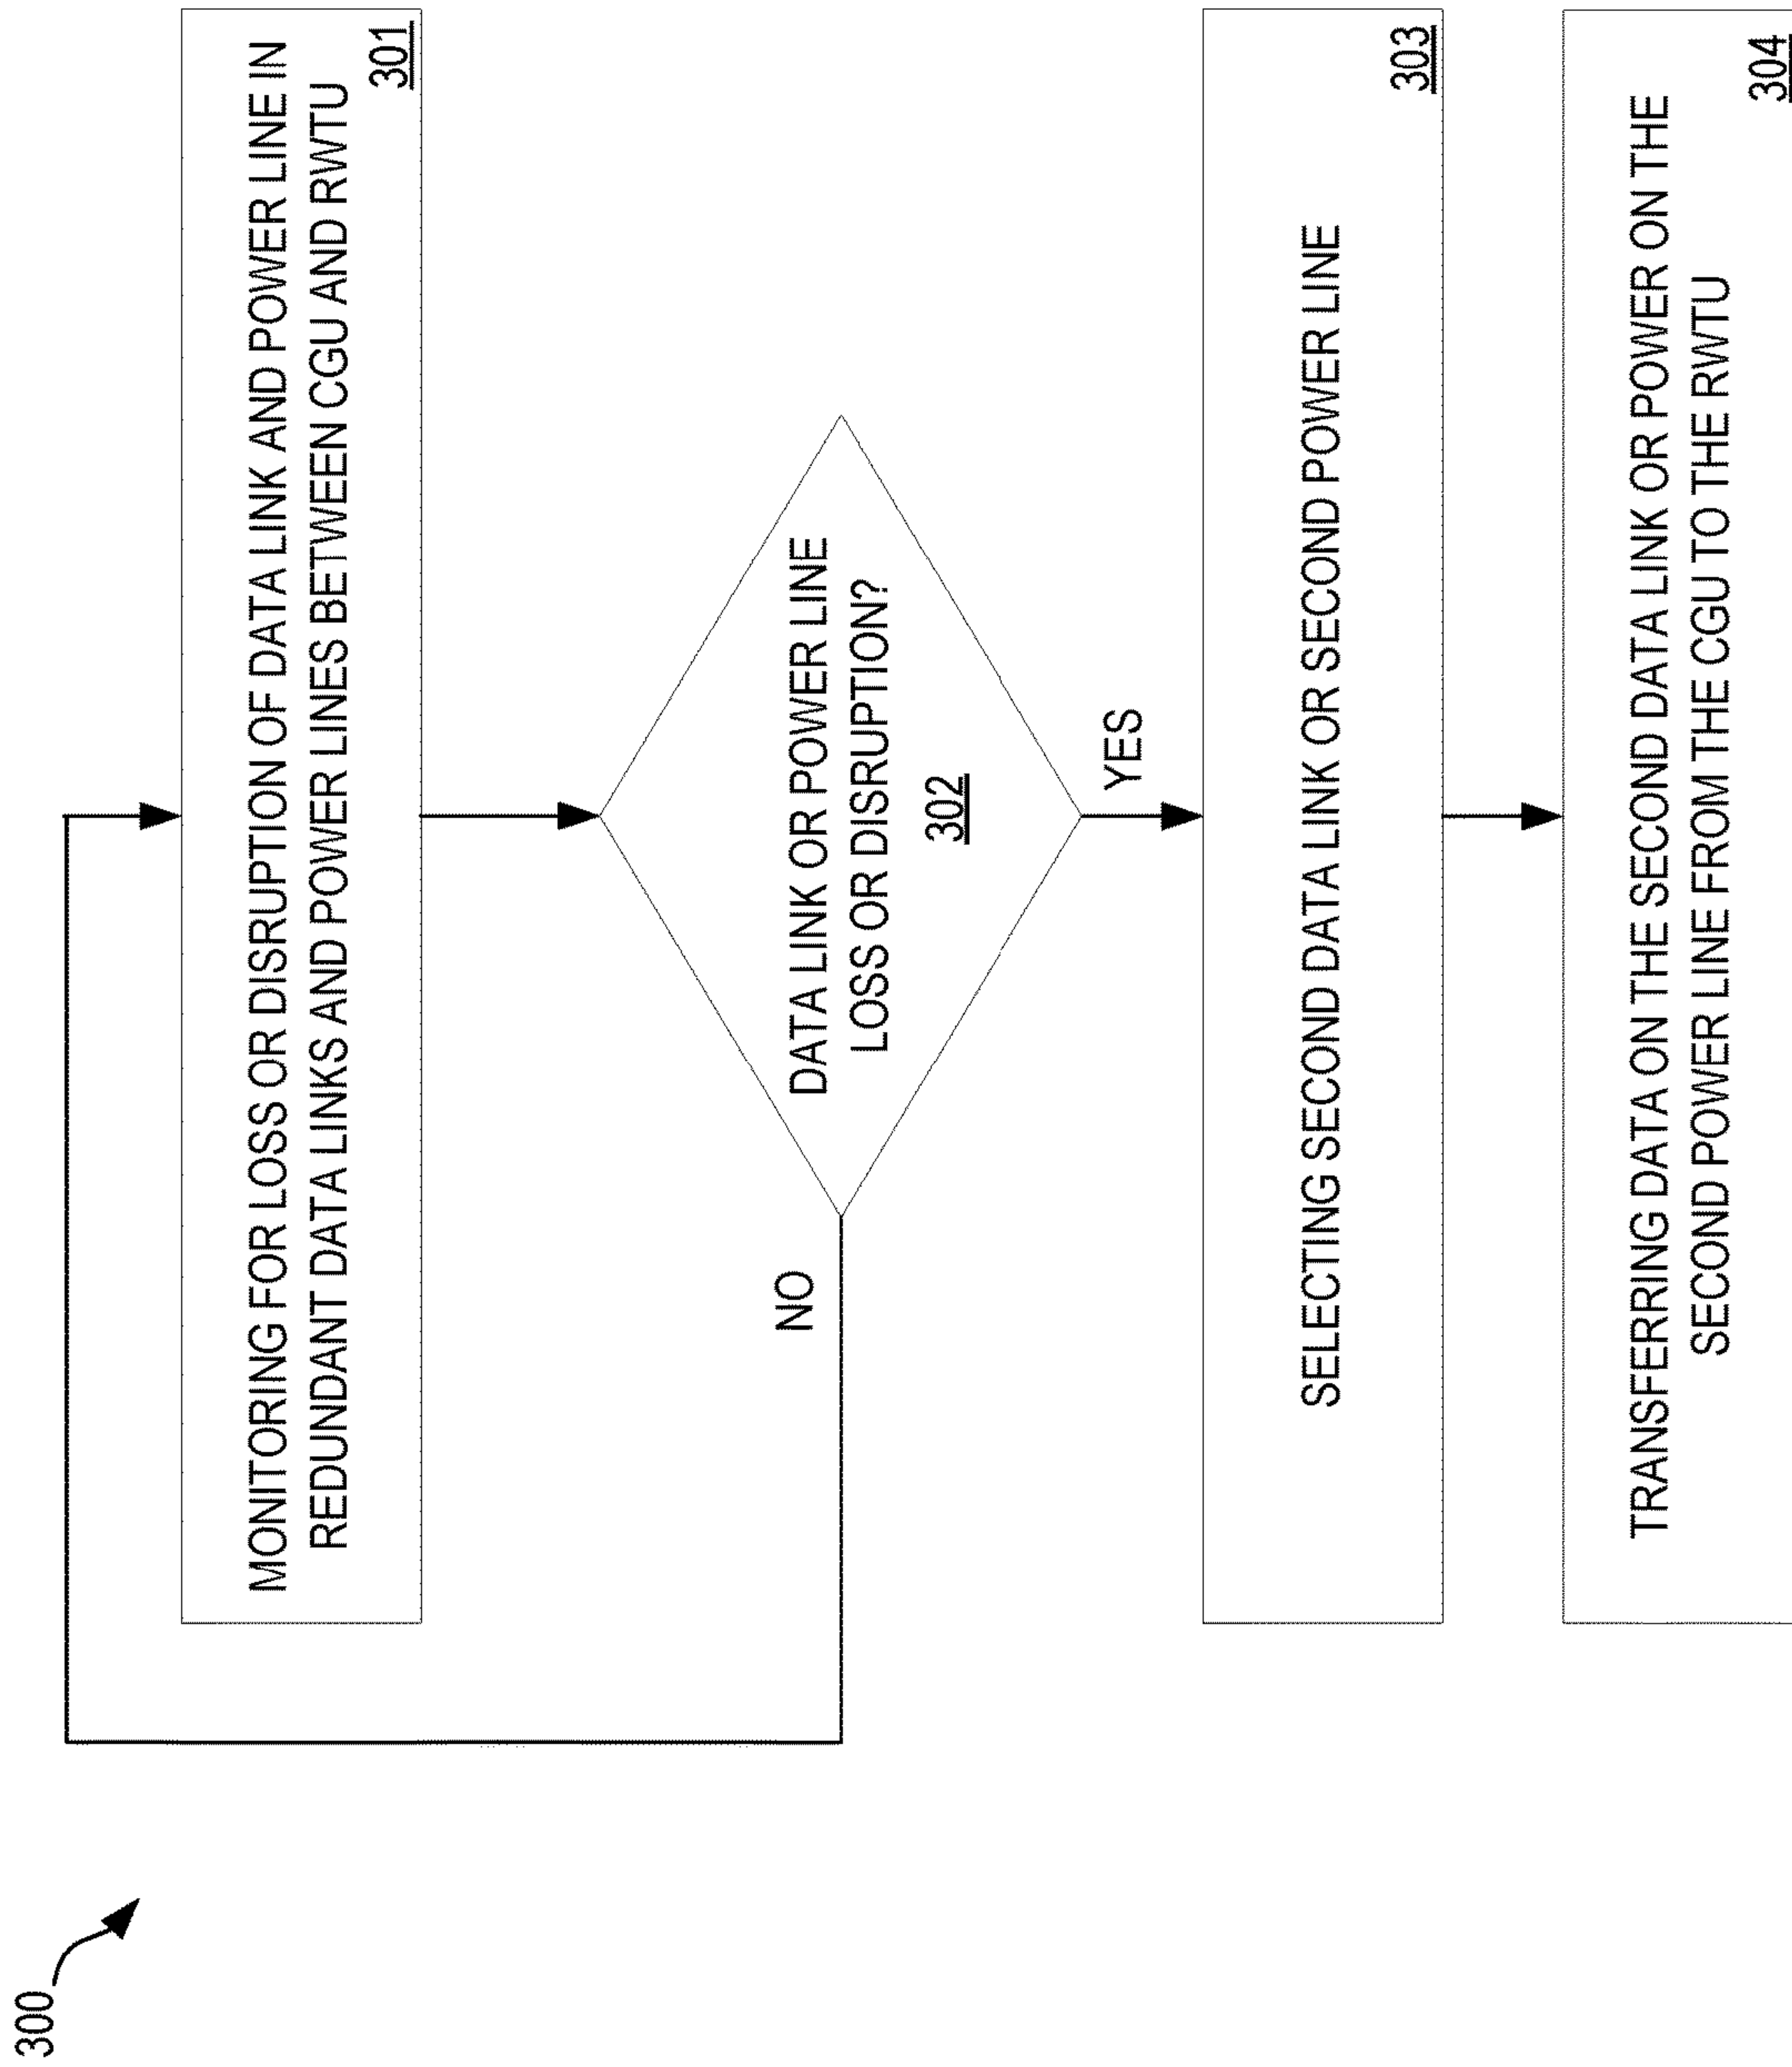 300
MONITORING FOR LOSS OR DISRUPTION OF DATA LINK AND POWER LINE IN
REDUNDANT DATA LINKS AND POWER LINES BETWEEN CGU AND RWTU
301
DATA LINK OR POWER LINE
LOSS OR DISRUPTION?
302
NO
YES
SELECTING SECOND DATA LINK OR SECOND POWER LINE
303
TRANSFERRING DATA ON THE SECOND DATA LINK OR POWER ON THE
SECOND POWER LINE FROM THE CGU TO THE RWTU
304